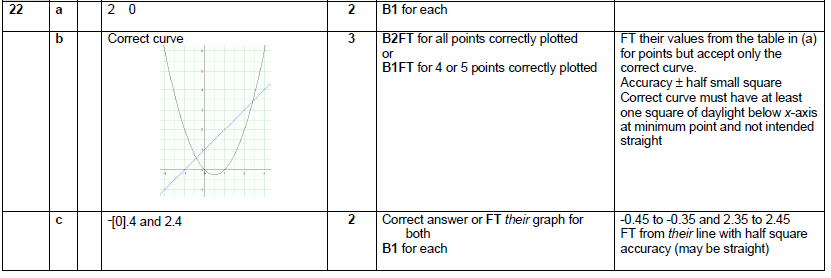 22 a 2 0 2 B1 for each
b Correct curve 3 B2FT for all points correctly plotted
or
B1FT for 4 or 5 points correctly plotted
FT their values from the table in (a)
for points but accept only the
correct curve.
Accuracy ± half small square
Correct curve must have at least
one square of daylight below x-axis
at minimum point and not intended
straight
c -[0].4 and 2.4 2 Correct answer or FT their graph for
both
B1 for each
-0.45 to -0.35 and 2.35 to 2.45
FT from their line with half square
accuracy (may be straight)